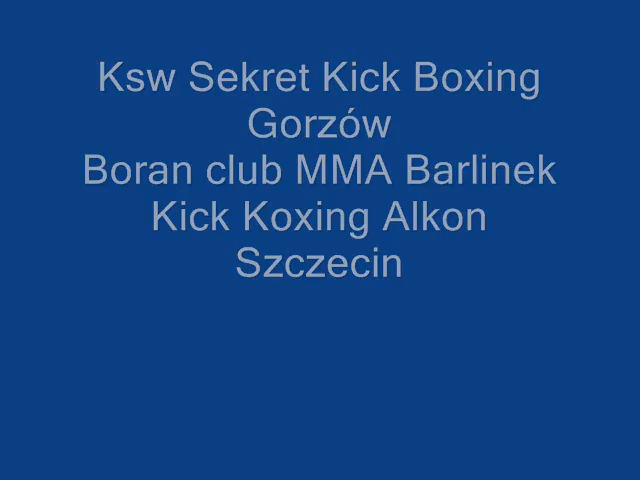 Ksw Sekret Kick Boxing
Gorzów
Boran club MMA Barlinek
Kick Koxing Alkon
Szczecin